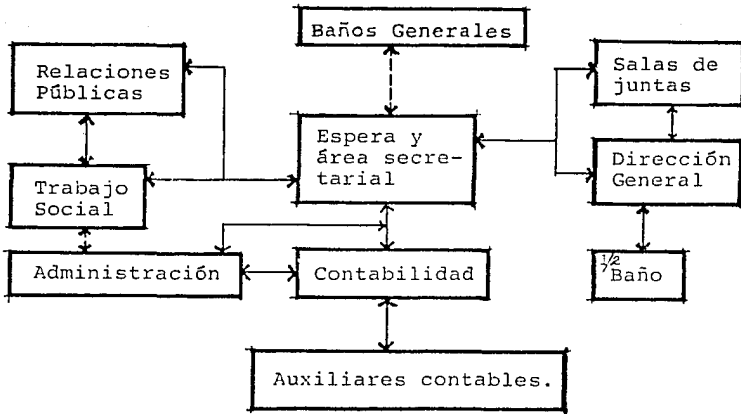 Baños Generales
Relaciones
Públicas
Salas de
juntas
Espera y
área secre-
tarial
Dirección
General
Trabajo
Social
Administración
Contabilidad
1/2
Baño
Auxiliares contables.